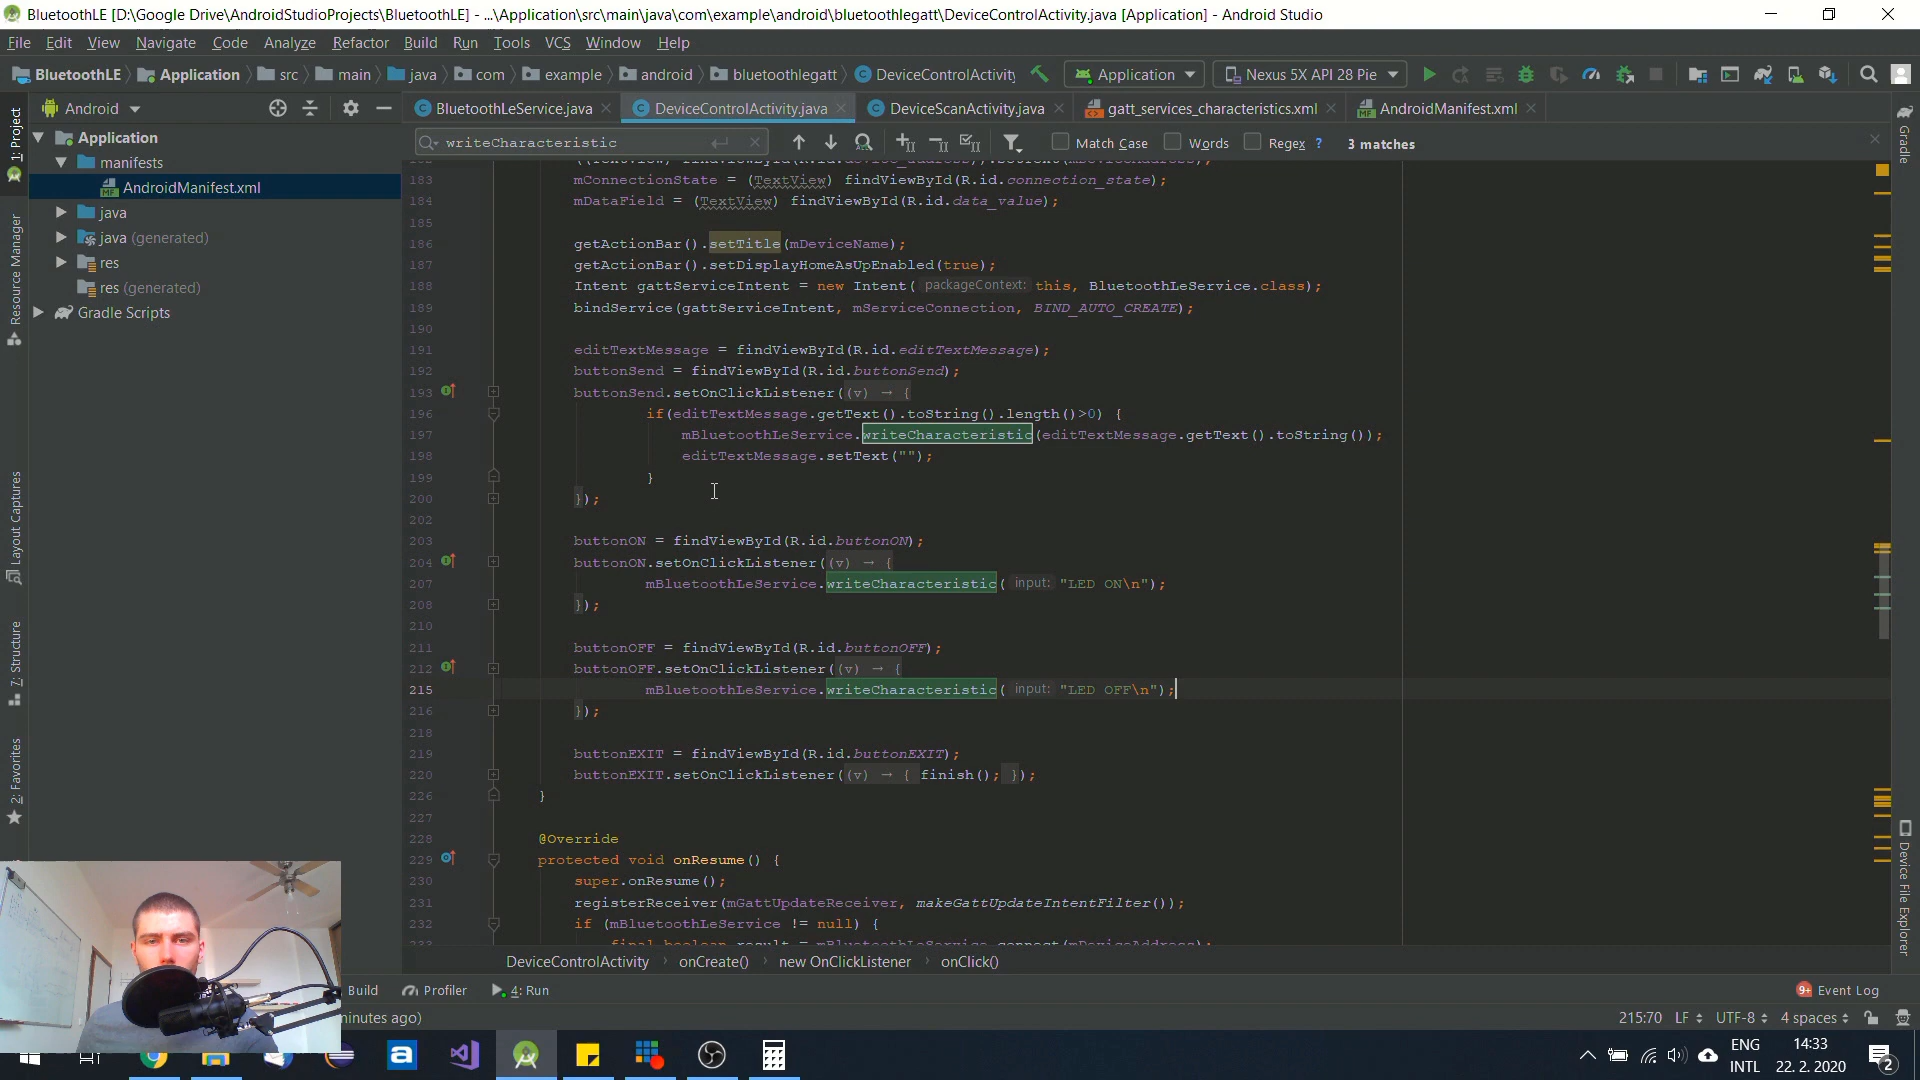 BluetoothLE [D:\Google Drive\AndroidStudioProjects\BluetoothLE] - ...\Application\src\main\java\com\example\android\bluetoothlegatt\DeviceControlActivity.java [Application] - Android Studio
File Edit View Navigate Code Analyze Refactor Build Run Tools VCS Window Help
BluetoothLE Application src main java com example android bluetoothlegatt DeviceControlActivity Application Nexus 5X API 28 Pie
Android BluetoothLeService.java DeviceControlActivity.java DeviceScanActivity.java gatt_services_characteristics.xml AndroidManifest.xml
1: Project
Resource Manager
Layout Captures
7: Structure
2: Favorites
Application
manifests
AndroidManifest.xml
java
java (generated)
res
res (generated)
Gradle Scripts
writeCharacteristic Match Case Words Regex ? 3 matches
183 mConnectionState = (TextView) findViewById(R.id.connection_state);
184 mDataField = (TextView) findViewById(R.id.data_value);
185
186 getActionBar().setTitle(mDeviceName);
187 getActionBar().setDisplayHomeAsUpEnabled(true);
188 Intent gattServiceIntent = new Intent( packageContext: this, BluetoothLeService.class);
189 bindService(gattServiceIntent, mServiceConnection, BIND_AUTO_CREATE);
190
191 editTextMessage = findViewById(R.id.editTextMessage);
192 buttonSend = findViewById(R.id.buttonSend);
193 buttonSend.setOnClickListener((v) → {
196 if(editTextMessage.getText().toString().length()>0) {
197 mBluetoothLeService.writeCharacteristic(editTextMessage.getText().toString());
198 editTextMessage.setText("");
199 }
200 });
202
203 buttonON = findViewById(R.id.buttonON);
204 buttonON.setOnClickListener((v) → {
207 mBluetoothLeService.writeCharacteristic( input: "LED ON\n");
208 });
210
211 buttonOFF = findViewById(R.id.buttonOFF);
212 buttonOFF.setOnClickListener((v) → {
215 mBluetoothLeService.writeCharacteristic( input: "LED OFF\n");
216 });
218
219 buttonEXIT = findViewById(R.id.buttonEXIT);
220 buttonEXIT.setOnClickListener((v) → { finish(); });
226 }
227
228 @Override
229 protected void onResume() {
230 super.onResume();
231 registerReceiver(mGattUpdateReceiver, makeGattUpdateIntentFilter());
232 if (mBluetoothLeService != null) {
final boolean result = mBluetoothLeService.connect(mDeviceAddress);
DeviceControlActivity onCreate() new OnClickListener onClick()
Gradle
Device File Explorer
Build Profiler 4: Run 9+ Event Log
minutes ago) 215:70 LF UTF-8 4 spaces
ENG 14:33
INTL 22. 2. 2020 2